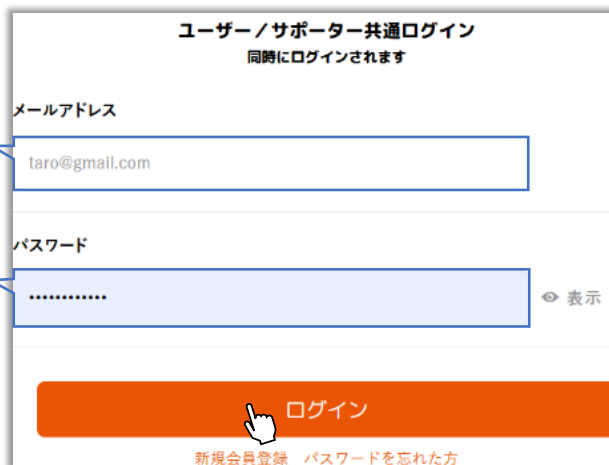 ユーザー／サポーター共通ログイン
同時にログインされます
メールアドレス
taro@gmail.com
パスワード
••••••••••••
表示
ログイン
新規会員登録　パスワードを忘れた方